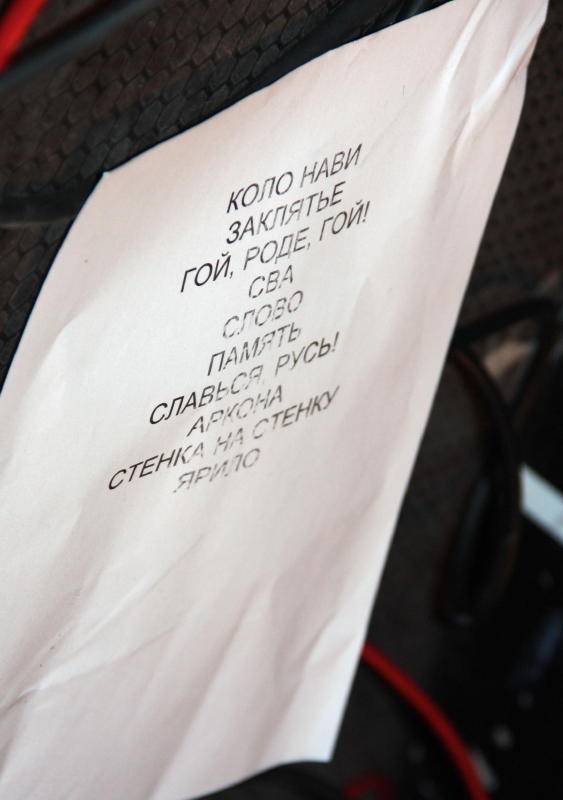 КОЛО НАВИ
ЗАКЛЯТЬЕ
ГОЙ, РОДЕ, ГОЙ!
СВА
СЛОВО
ПАМЯТЬ
СЛАВЬСЯ, РУСЬ!
АРКОНА
СТЕНКА НА СТЕНКУ
ЯРИЛО